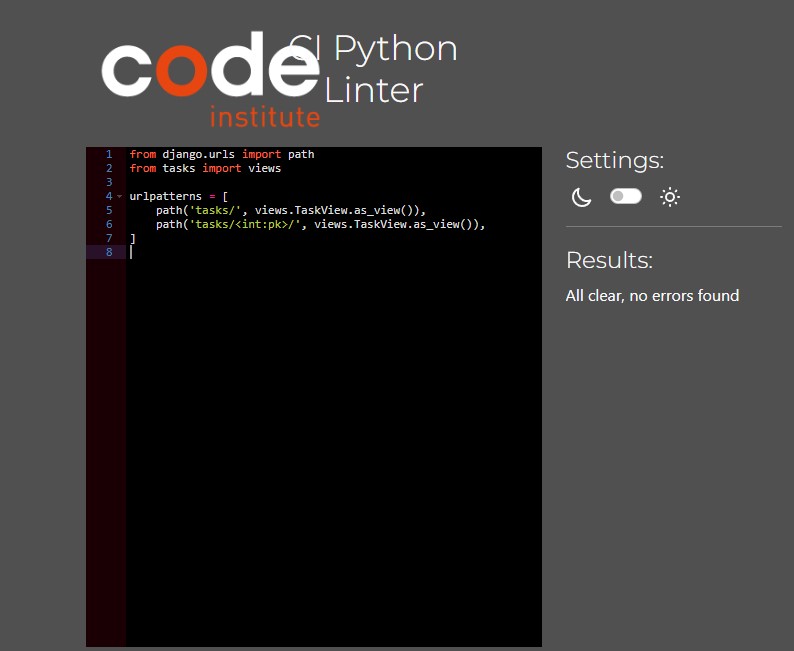 code
institute
CI Python
Linter
1 from django.urls import path
2 from tasks import views
3
4 urlpatterns = [
5     path('tasks/', views.TaskView.as_view()),
6     path('tasks/<int:pk>/', views.TaskView.as_view()),
7 ]
8
Settings:
Results:
All clear, no errors found